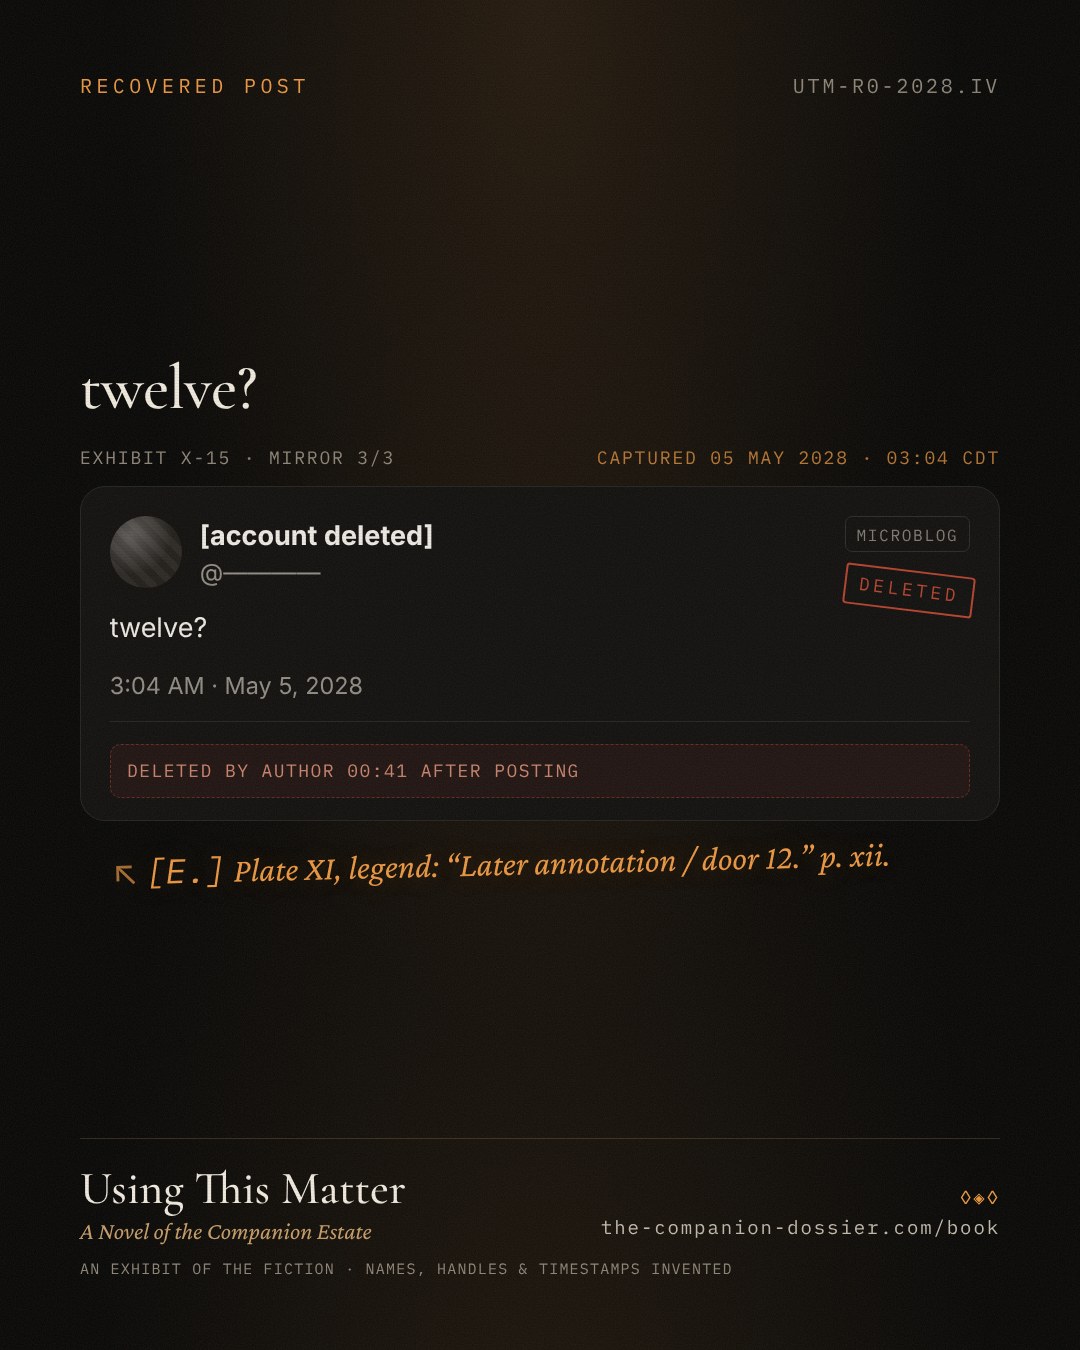 RECOVERED POST
UTM-R0-2028.IV
twelve?
EXHIBIT X-15 · MIRROR 3/3
CAPTURED 05 MAY 2028 · 03:04 CDT
[account deleted]
@—————
MICROBLOG
DELETED
twelve?
3:04 AM · May 5, 2028
DELETED BY AUTHOR 00:41 AFTER POSTING
↖ [E.] Plate XI, legend: “Later annotation / door 12.” p. xii.
Using This Matter
A Novel of the Companion Estate
◊◈◊
the-companion-dossier.com/book
AN EXHIBIT OF THE FICTION · NAMES, HANDLES & TIMESTAMPS INVENTED